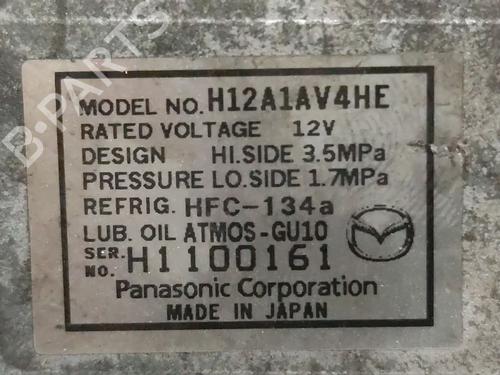 B-PARTS
MODEL NO. H12A1AV4HE
RATED VOLTAGE 12V
DESIGN HI.SIDE 3.5MPa
PRESSURE LO.SIDE 1.7MPa
REFRIG. HFC-134a
LUB. OIL ATMOS-GU10
SER. NO. H1100161
Panasonic Corporation
MADE IN JAPAN